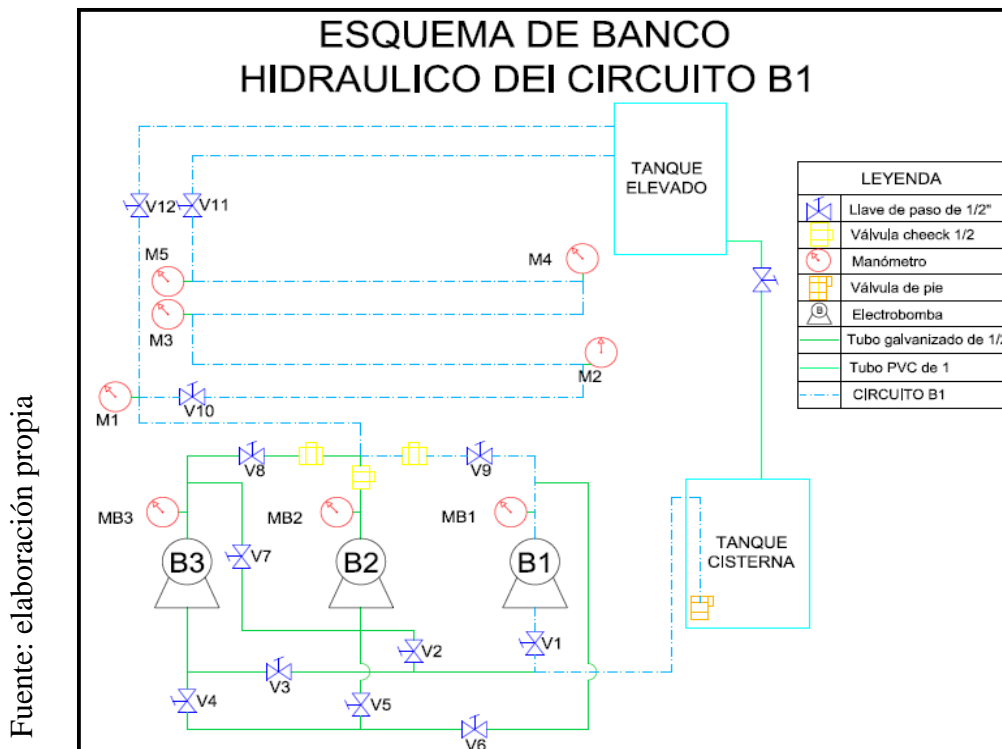 ESQUEMA DE BANCO
HIDRAULICO DEl CIRCUITO B1
TANQUE
ELEVADO
LEYENDA
Llave de paso de 1/2"
Válvula cheeck 1/2
Manómetro
Válvula de pie
B
Electrobomba
Tubo galvanizado de 1/2
Tubo PVC de 1
CIRCUITO B1
V12
V11
M5
M4
M3
M2
M1
V10
V8
V9
MB3
MB2
MB1
B3
B2
B1
V7
TANQUE
CISTERNA
V2
V1
V3
V4
V5
V6
Fuente: elaboración propia